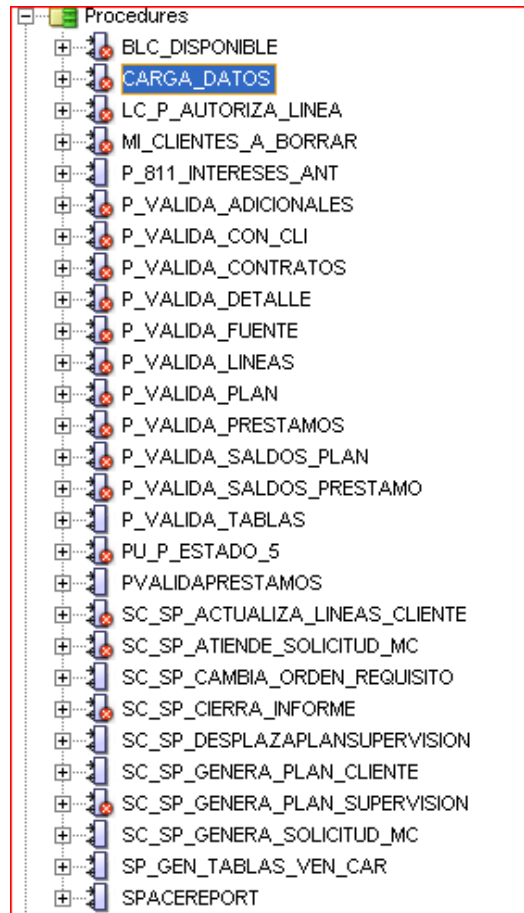 Procedures
BLC_DISPONIBLE
CARGA_DATOS
LC_P_AUTORIZA_LINEA
MI_CLIENTES_A_BORRAR
P_811_INTERESES_ANT
P_VALIDA_ADICIONALES
P_VALIDA_CON_CLI
P_VALIDA_CONTRATOS
P_VALIDA_DETALLE
P_VALIDA_FUENTE
P_VALIDA_LINEAS
P_VALIDA_PLAN
P_VALIDA_PRESTAMOS
P_VALIDA_SALDOS_PLAN
P_VALIDA_SALDOS_PRESTAMO
P_VALIDA_TABLAS
PU_P_ESTADO_5
PVALIDAPRESTAMOS
SC_SP_ACTUALIZA_LINEAS_CLIENTE
SC_SP_ATIENDE_SOLICITUD_MC
SC_SP_CAMBIA_ORDEN_REQUISITO
SC_SP_CIERRA_INFORME
SC_SP_DESPLAZAPLANSUPERVISION
SC_SP_GENERA_PLAN_CLIENTE
SC_SP_GENERA_PLAN_SUPERVISION
SC_SP_GENERA_SOLICITUD_MC
SP_GEN_TABLAS_VEN_CAR
SPACEREPORT